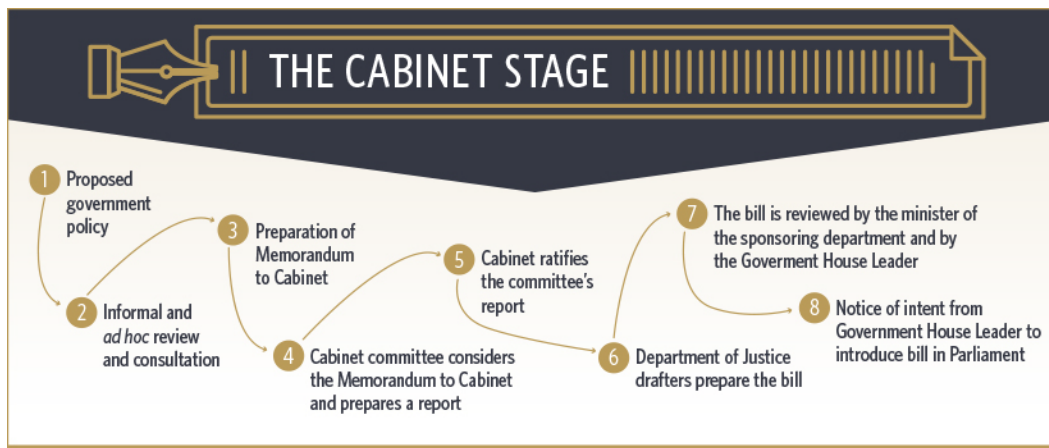 THE CABINET STAGE
1
Proposed
government
policy
2
Informal and
ad hoc review
and consultation
3
Preparation of
Memorandum
to Cabinet
4
Cabinet committee considers
the Memorandum to Cabinet
and prepares a report
5
Cabinet ratifies
the committee's
report
6
Department of Justice
drafters prepare the bill
7
The bill is reviewed by the minister of
the sponsoring department and by
the Goverment House Leader
8
Notice of intent from
Government House Leader to
introduce bill in Parliament